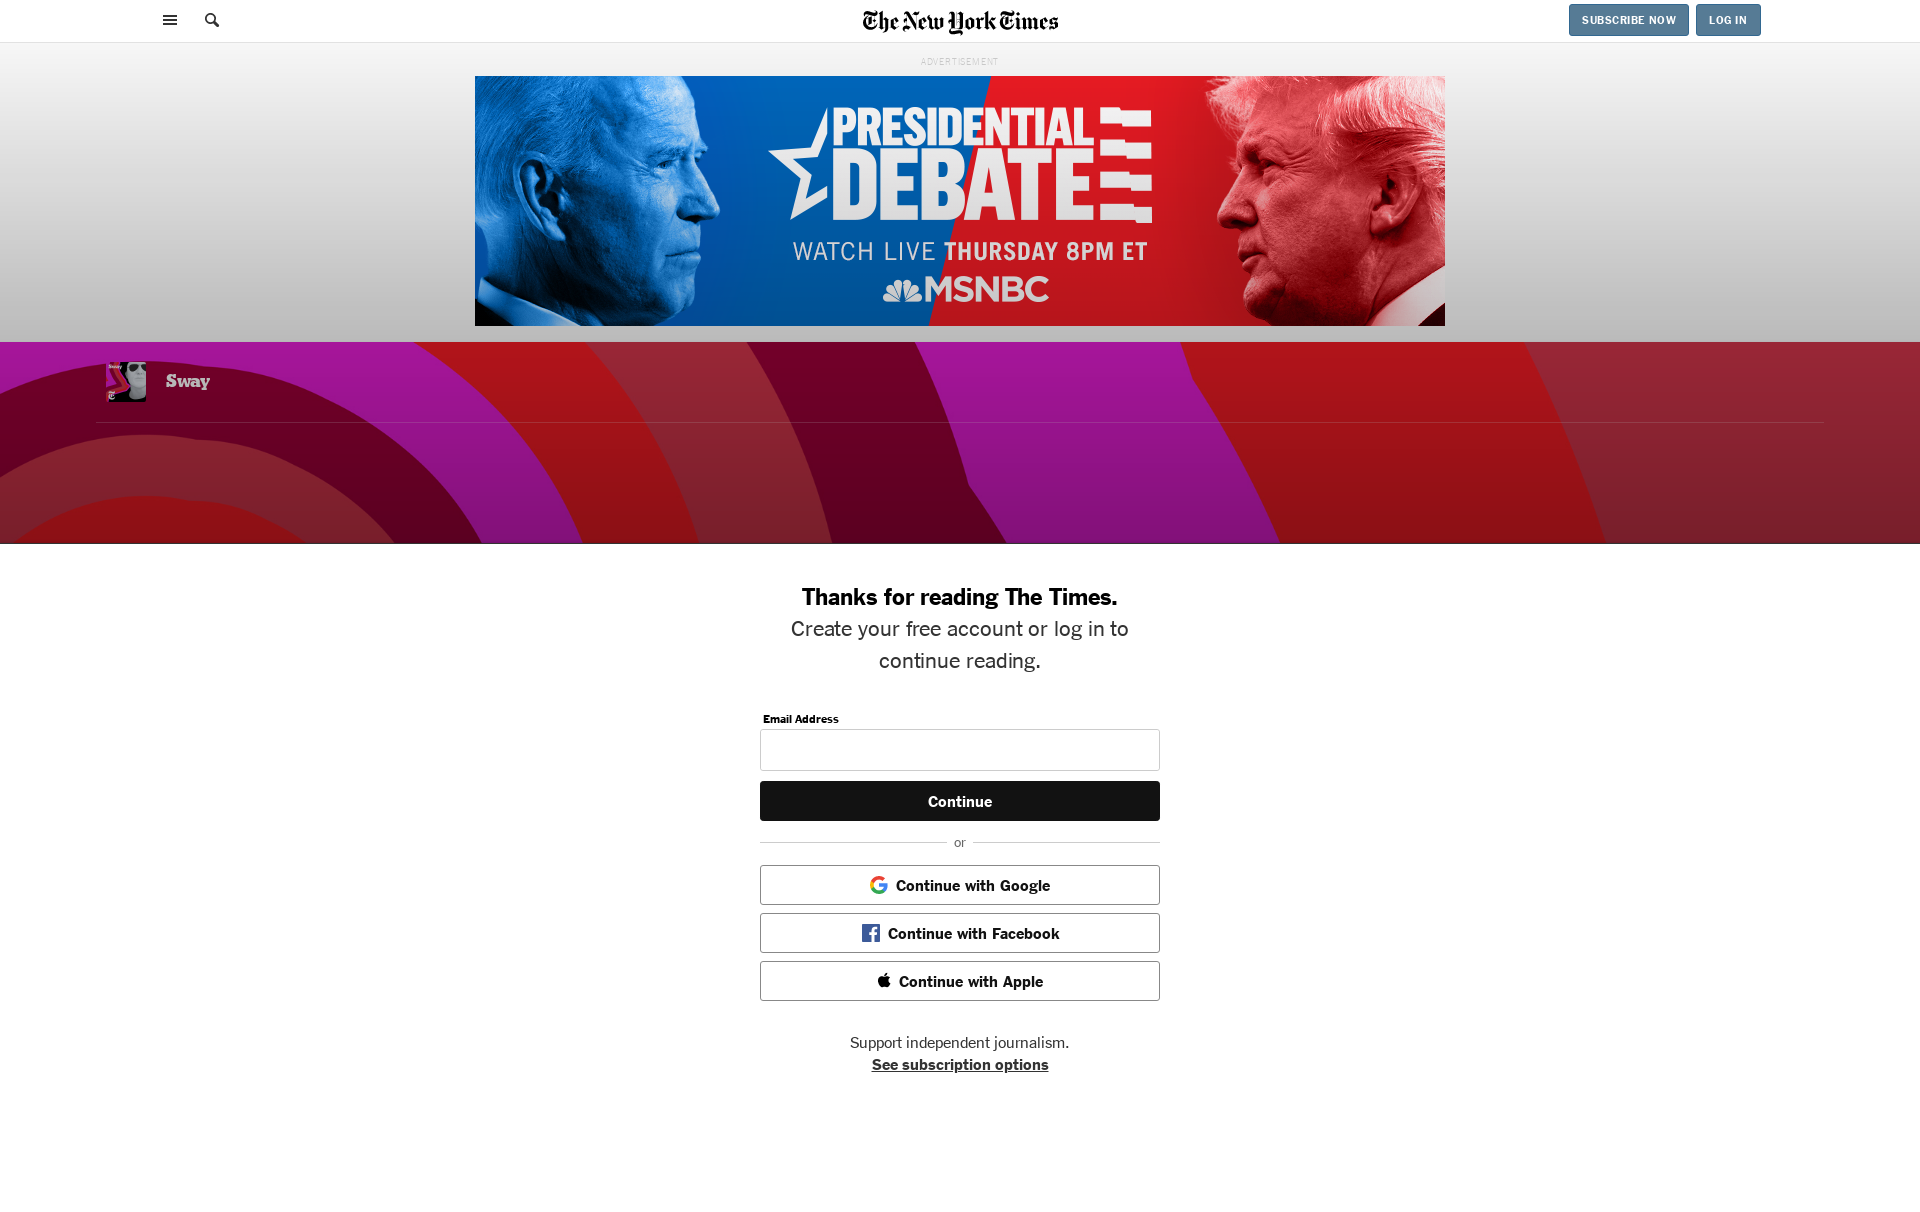 The New York Times
SUBSCRIBE NOW
LOG IN
ADVERTISEMENT
PRESIDENTIAL
DEBATE
WATCH LIVE THURSDAY 8PM ET
MSNBC
Sway
Thanks for reading The Times.
Create your free account or log in to
continue reading.
Email Address
Continue
or
Continue with Google
Continue with Facebook
Continue with Apple
Support independent journalism.
See subscription options